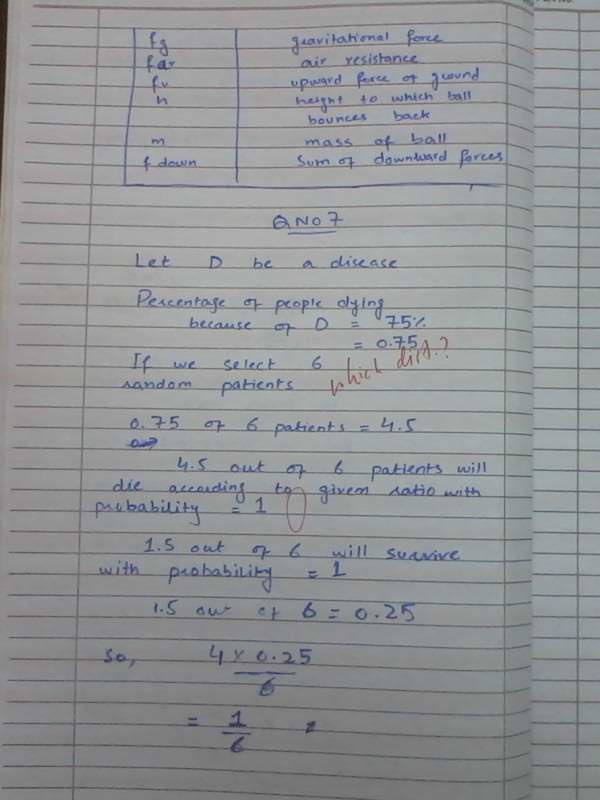 fg gravitational force
far air resistance
fu upward force of ground
h height to which ball
bounces back
m mass of ball
f down Sum of downward forces
Q NO 7
Let D be a disease
Percentage of people dying
because of D = 75%
= 0.75
If we select 6
random patients
which dist.?
0.75 of 6 patients = 4.5
4.5 out of 6 patients will
die according to given ratio with
probability = 1
1.5 out of 6 will survive
with probability = 1
1.5 out of 6 = 0.25
So, 4 x 0.25
6
= 1
6